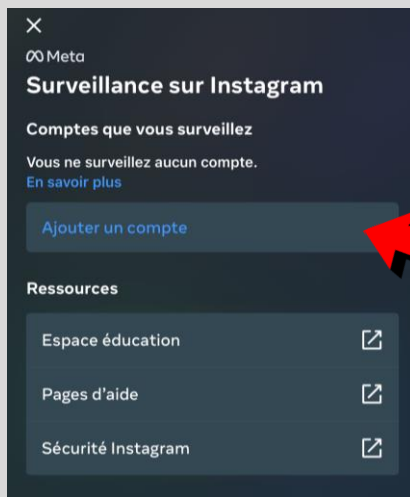 Meta
Surveillance sur Instagram
Comptes que vous surveillez
Vous ne surveillez aucun compte.
En savoir plus
Ajouter un compte
Ressources
Espace éducation
Pages d'aide
Sécurité Instagram